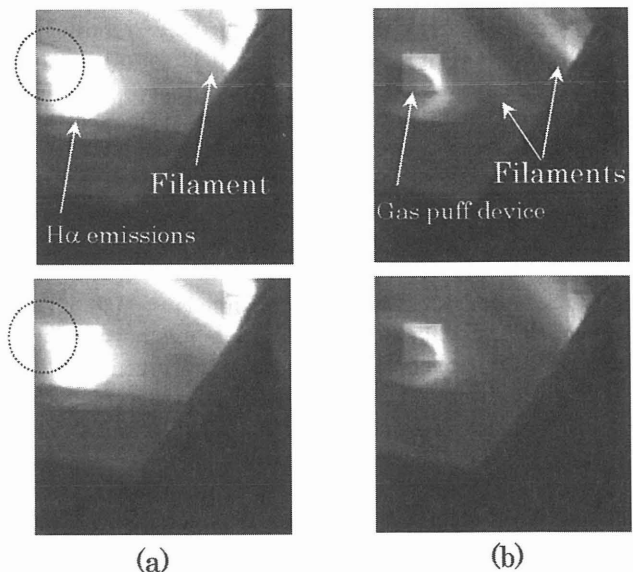 Filament
Hα emissions
Filaments
Gas puff device
(a)
(b)